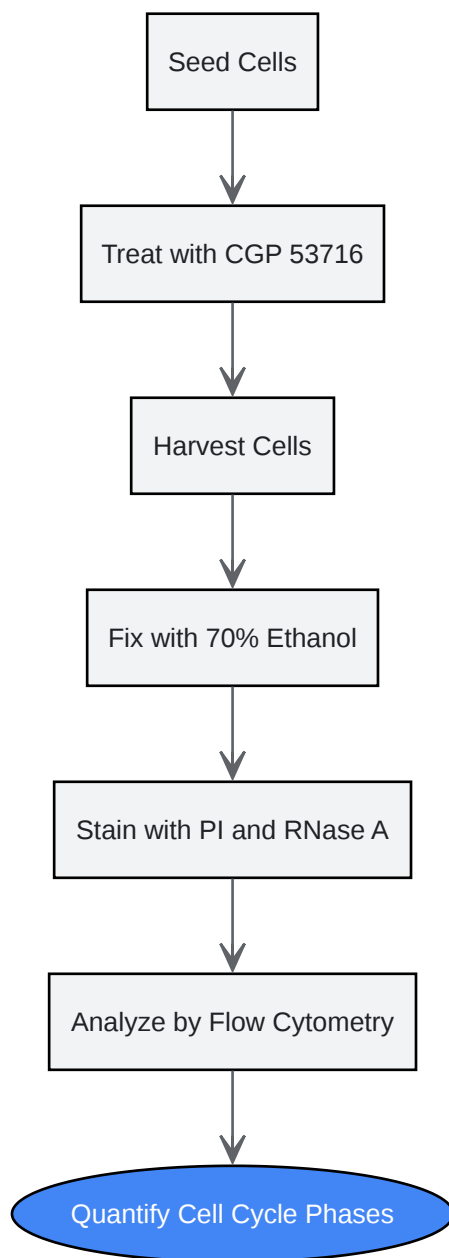 Seed Cells
Treat with CGP 53716
Harvest Cells
Fix with 70% Ethanol
Stain with PI and RNase A
Analyze by Flow Cytometry
Quantify Cell Cycle Phases